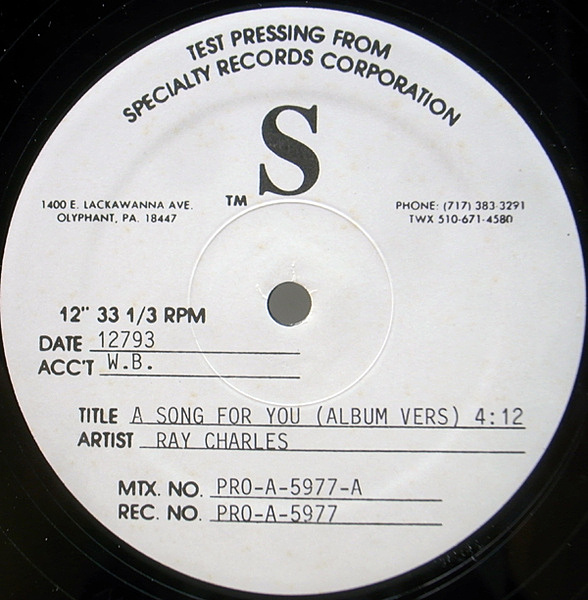 TEST PRESSING FROM
SPECIALTY RECORDS CORPORATION
S
TM
1400 E. LACKAWANNA AVE.
OLYPHANT, PA. 18447
PHONE: (717) 383-3291
TWX 510-671-4580
12" 33 1/3 RPM
DATE 12793
ACC'T W.B.
TITLE A SONG FOR YOU (ALBUM VERS) 4:12
ARTIST RAY CHARLES
MTX. NO. PRO-A-5977-A
REC. NO. PRO-A-5977